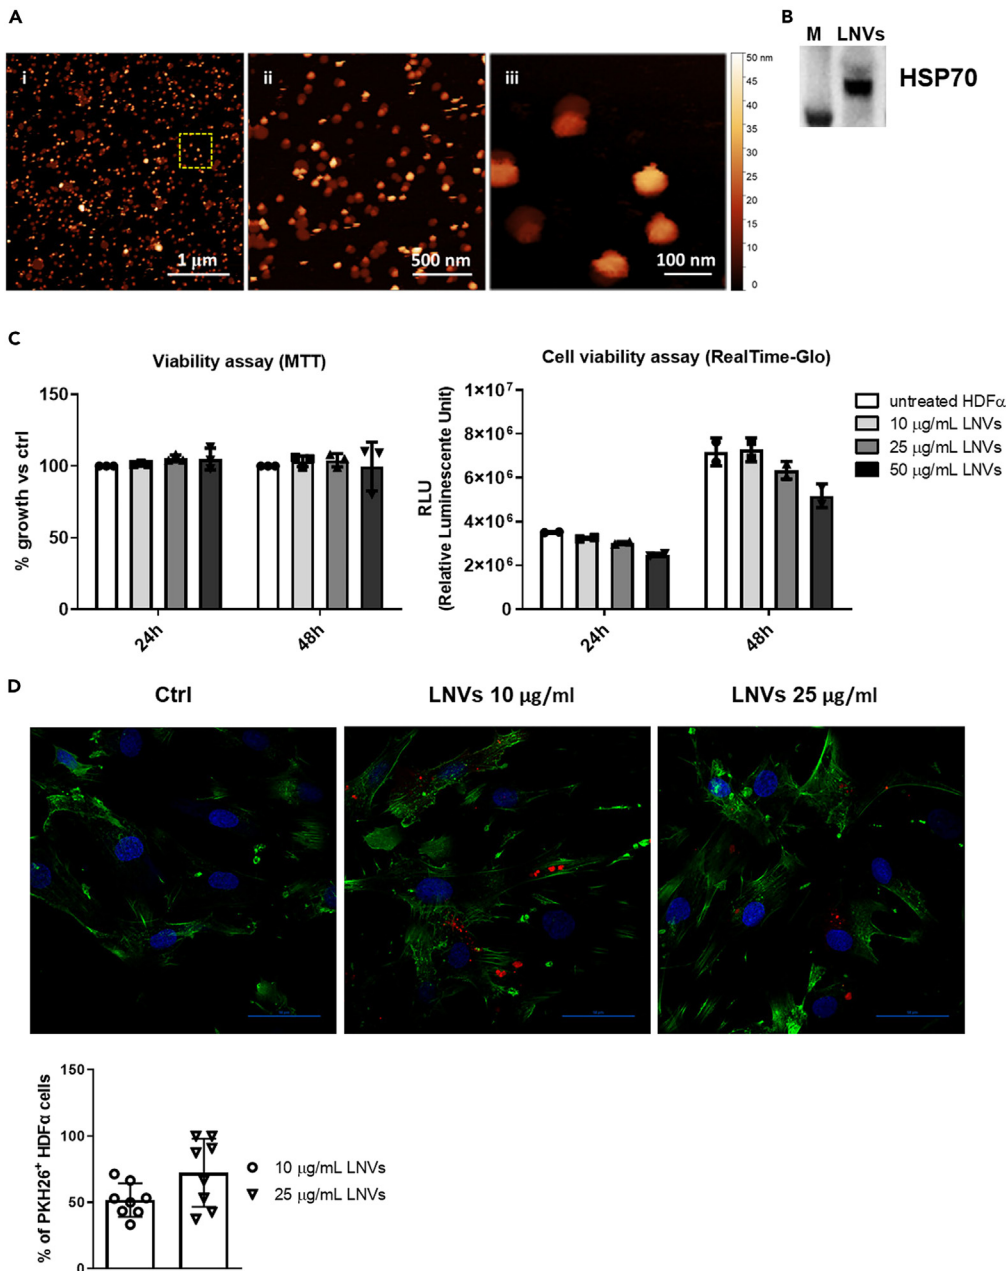 A
B
i
ii
iii
1 μm
500 nm
100 nm
50 nm
45
40
35
30
25
20
15
10
5
0
M LNVs
HSP70
C
Viability assay (MTT)
% growth vs ctrl
150
100
50
0
24h
48h
Cell viability assay (RealTime-Glo)
RLU
(Relative Luminescente Unit)
1×10⁷
8×10⁶
6×10⁶
4×10⁶
2×10⁶
0
24h
48h
untreated HDFα
10 μg/mL LNVs
25 μg/mL LNVs
50 μg/mL LNVs
D
Ctrl
LNVs 10 μg/ml
LNVs 25 μg/ml
% of PKH26⁺ HDFα cells
150
100
50
0
10 μg/mL LNVs
25 μg/mL LNVs